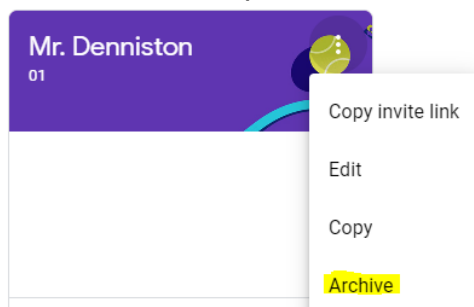 Mr. Denniston
01
Copy invite link
Edit
Copy
Archive